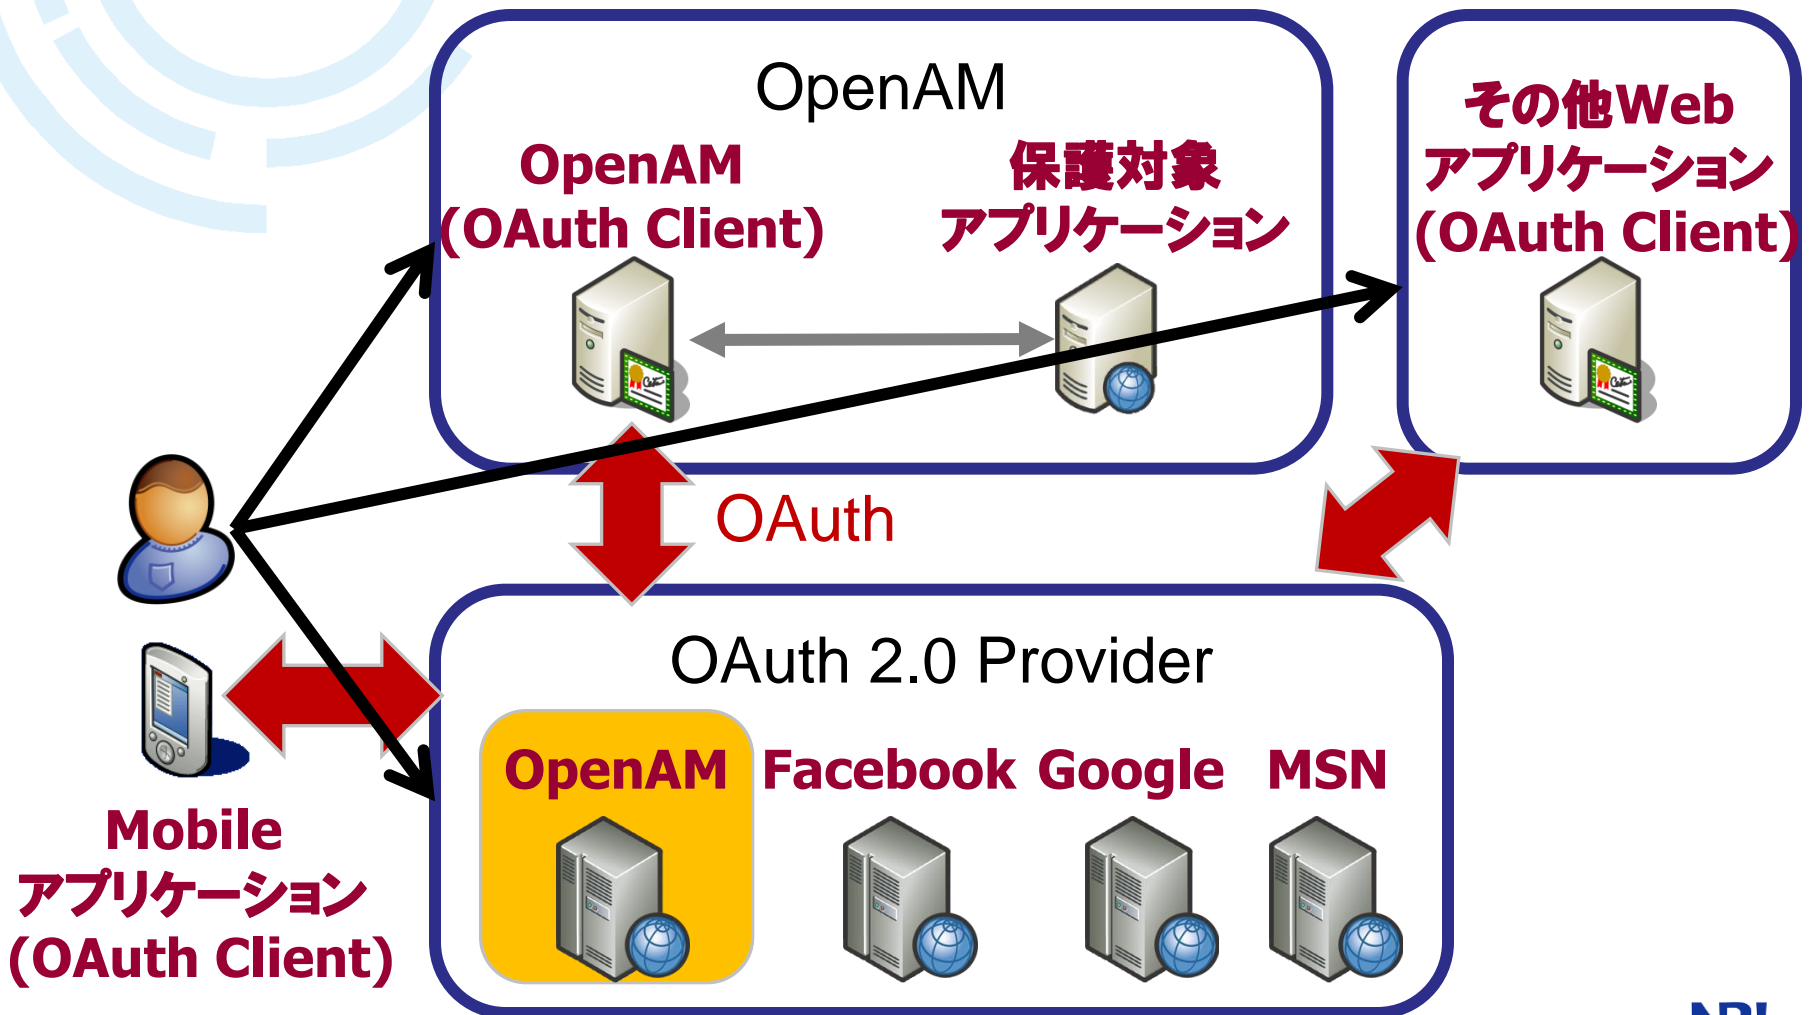 OpenAM
OpenAM
(OAuth Client)
保護対象
アプリケーション
その他Web
アプリケーション
(OAuth Client)
OAuth
OAuth 2.0 Provider
OpenAM
Facebook
Google
MSN
Mobile
アプリケーション
(OAuth Client)